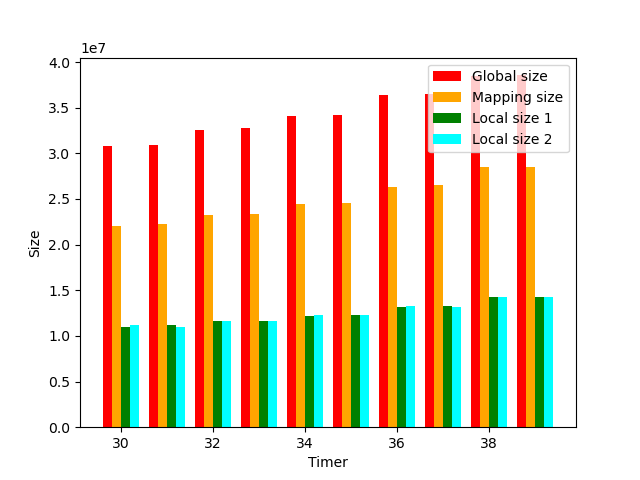 1e7
4.0
3.5
3.0
2.5
2.0
1.5
1.0
0.5
0.0
Size
30 32 34 36 38
Timer
Global size
Mapping size
Local size 1
Local size 2